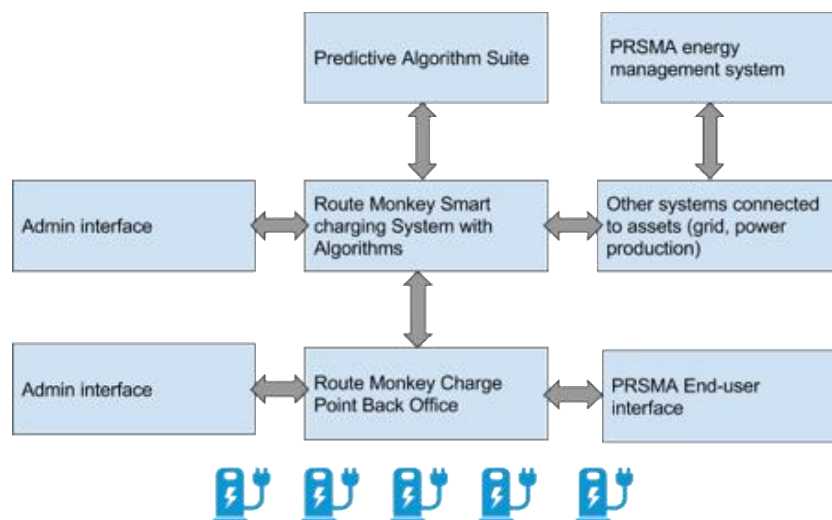 Predictive Algorithm Suite
PRSMA energy
management system
Admin interface
Route Monkey Smart
charging System with
Algorithms
Other systems connected
to assets (grid, power
production)
Admin interface
Route Monkey Charge
Point Back Office
PRSMA End-user
interface